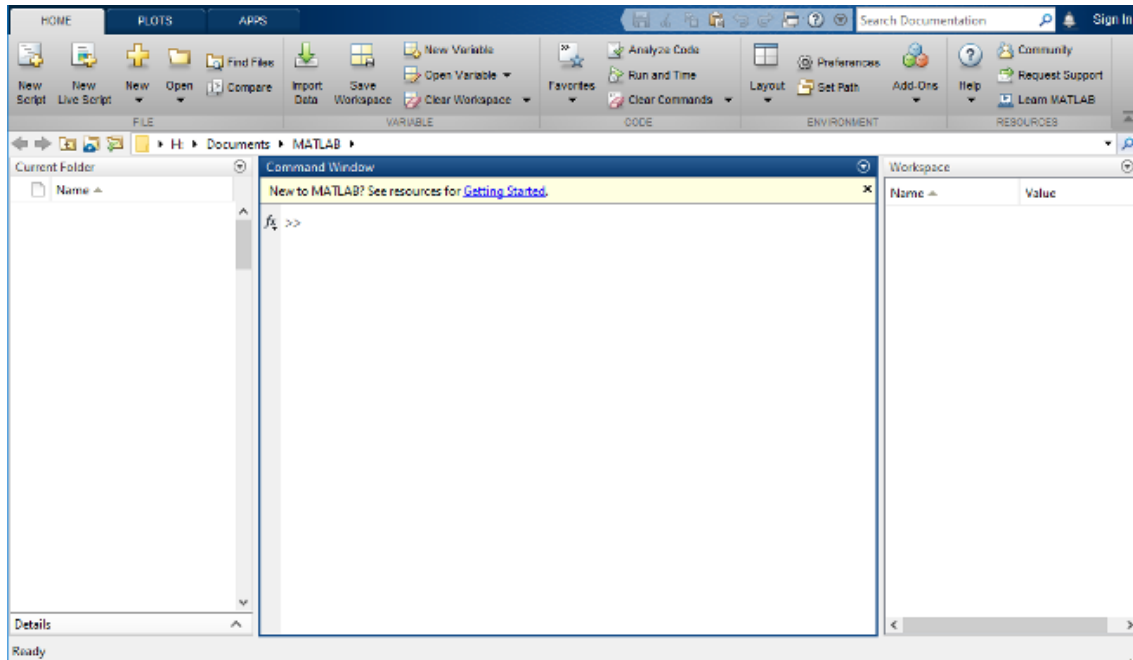 HOME PLOTS APPS Search Documentation Sign In
New Script
New Live Script
New
Open
Find Files
Compare
Import Data
Save Workspace
New Variable
Open Variable
Clear Workspace
Favorites
Analyze Code
Run and Time
Clear Commands
Layout
Preferences
Set Path
Add-Ons
Help
Community
Request Support
Learn MATLAB
FILE VARIABLE CODE ENVIRONMENT RESOURCES
H: Documents MATLAB
Current Folder Command Window Workspace
Name New to MATLAB? See resources for Getting Started. Name Value
fx >>
Details
Ready